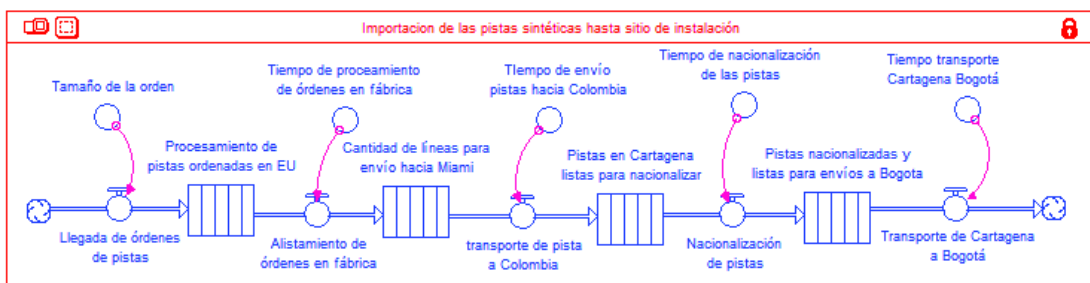 Importacion de las pistas sintéticas hasta sitio de instalación
Tamaño de la orden
Tiempo de proceamiento
de órdenes en fábrica
TIempo de envío
pistas hacia Colombia
Tiempo de nacionalización
de las pistas
Tiempo transporte
Cartagena Bogotá
Procesamiento de
pistas ordenadas en EU
Cantidad de líneas para
envío hacia Miami
Pistas en Cartagena
listas para nacionalizar
Pistas nacionalizadas y
listas para envíos a Bogota
Llegada de órdenes
de pistas
Alistamiento de
órdenes en fábrica
transporte de pista
a Colombia
Nacionalización
de pistas
Transporte de Cartagena
a Bogotá